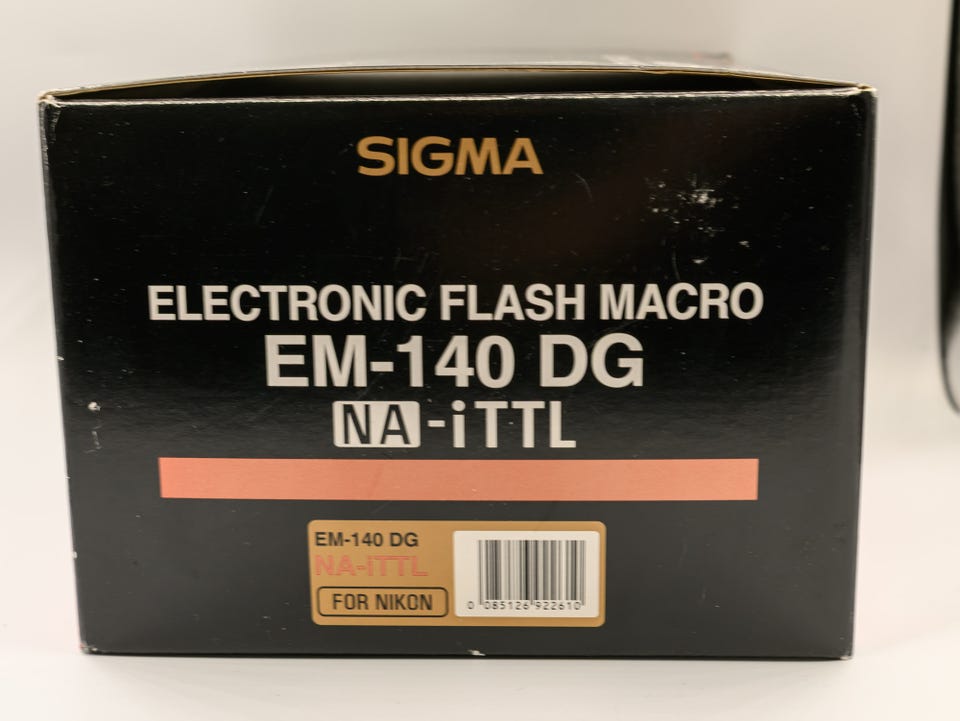 SIGMA
ELECTRONIC FLASH MACRO
EM-140 DG
NA-iTTL
EM-140 DG
NA-iTTL
FOR NIKON
0 085126 922610